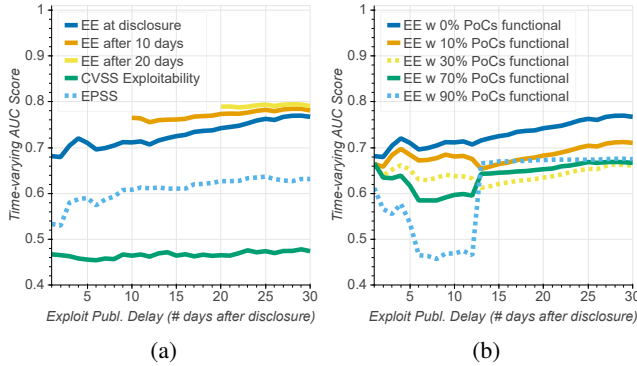 1
0.9
0.8
0.7
0.6
0.5
0.4
Time-varying AUC Score
EE at disclosure
EE after 10 days
EE after 20 days
CVSS Exploitability
EPSS
5 10 15 20 25 30
Exploit Publ. Delay (# days after disclosure)
(a)
1
0.9
0.8
0.7
0.6
0.5
0.4
Time-varying AUC Score
EE w 0% PoCs functional
EE w 10% PoCs functional
EE w 30% PoCs functional
EE w 70% PoCs functional
EE w 90% PoCs functional
5 10 15 20 25 30
Exploit Publ. Delay (# days after disclosure)
(b)